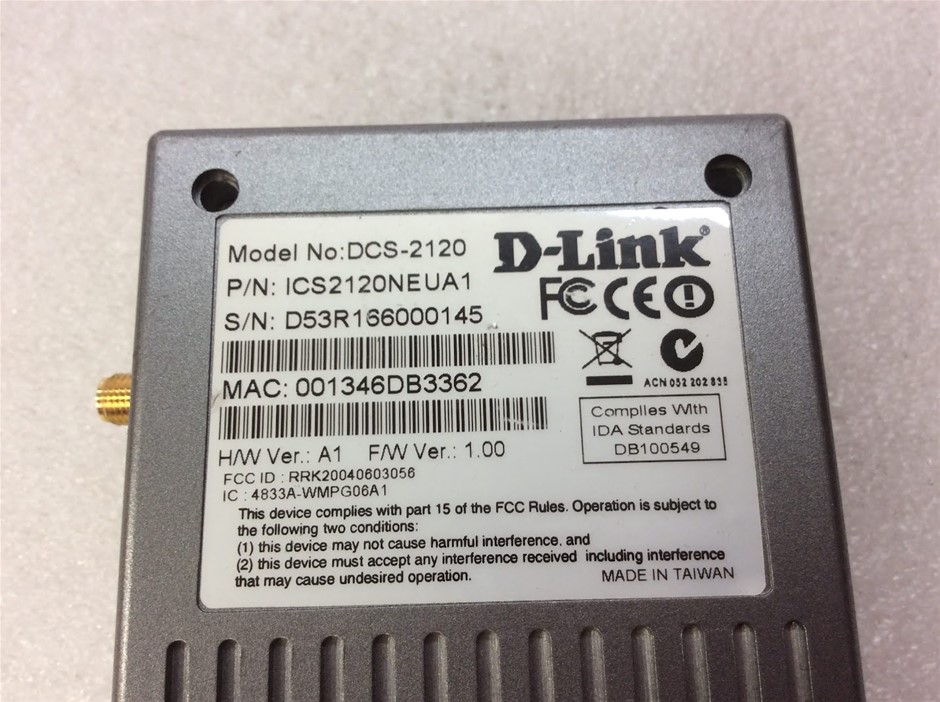 Model No:DCS-2120
D-Link®
P/N: ICS2120NEUA1
FC CE
S/N: D53R166000145
MAC: 001346DB3362
ACN 052 202 838
Complies With
IDA Standards
DB100549
H/W Ver.: A1 F/W Ver.: 1.00
FCC ID : RRK20040603056
IC : 4833A-WMPG06A1
This device complies with part 15 of the FCC Rules. Operation is subject to
the following two conditions:
(1) this device may not cause harmful interference, and
(2) this device must accept any interference received including interference
that may cause undesired operation.
MADE IN TAIWAN